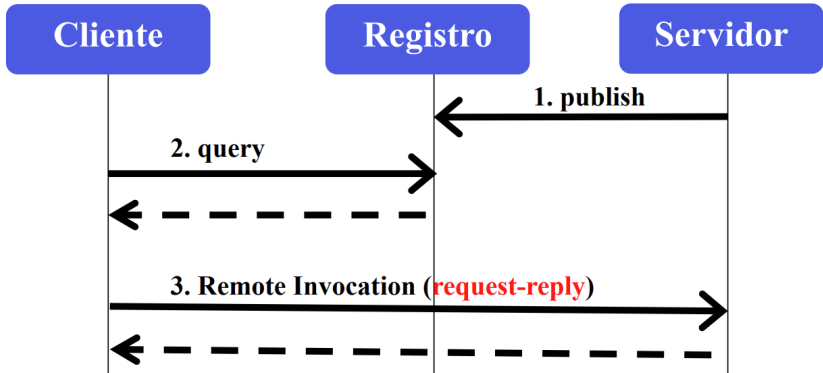 Cliente
Registro
Servidor
1. publish
2. query
3. Remote Invocation (request-reply)